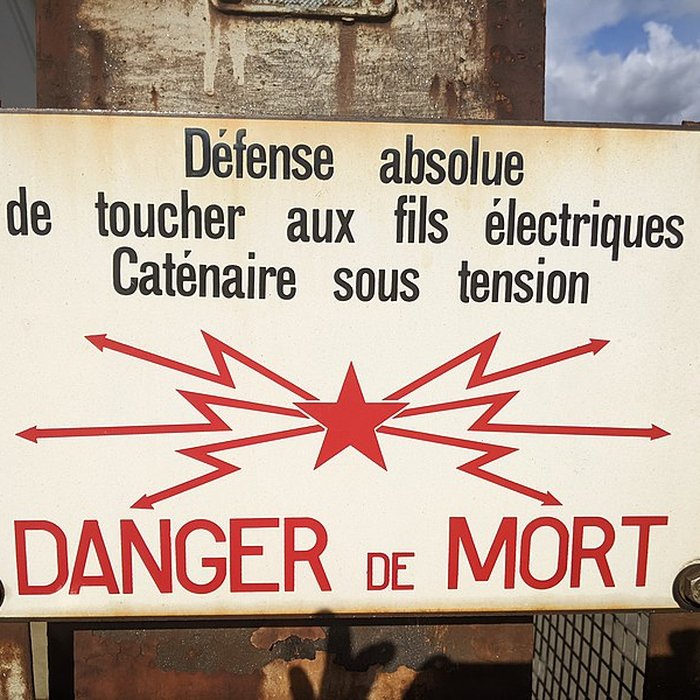 Défense absolue
de toucher aux fils électriques
Caténaire sous tension
DANGER DE MORT